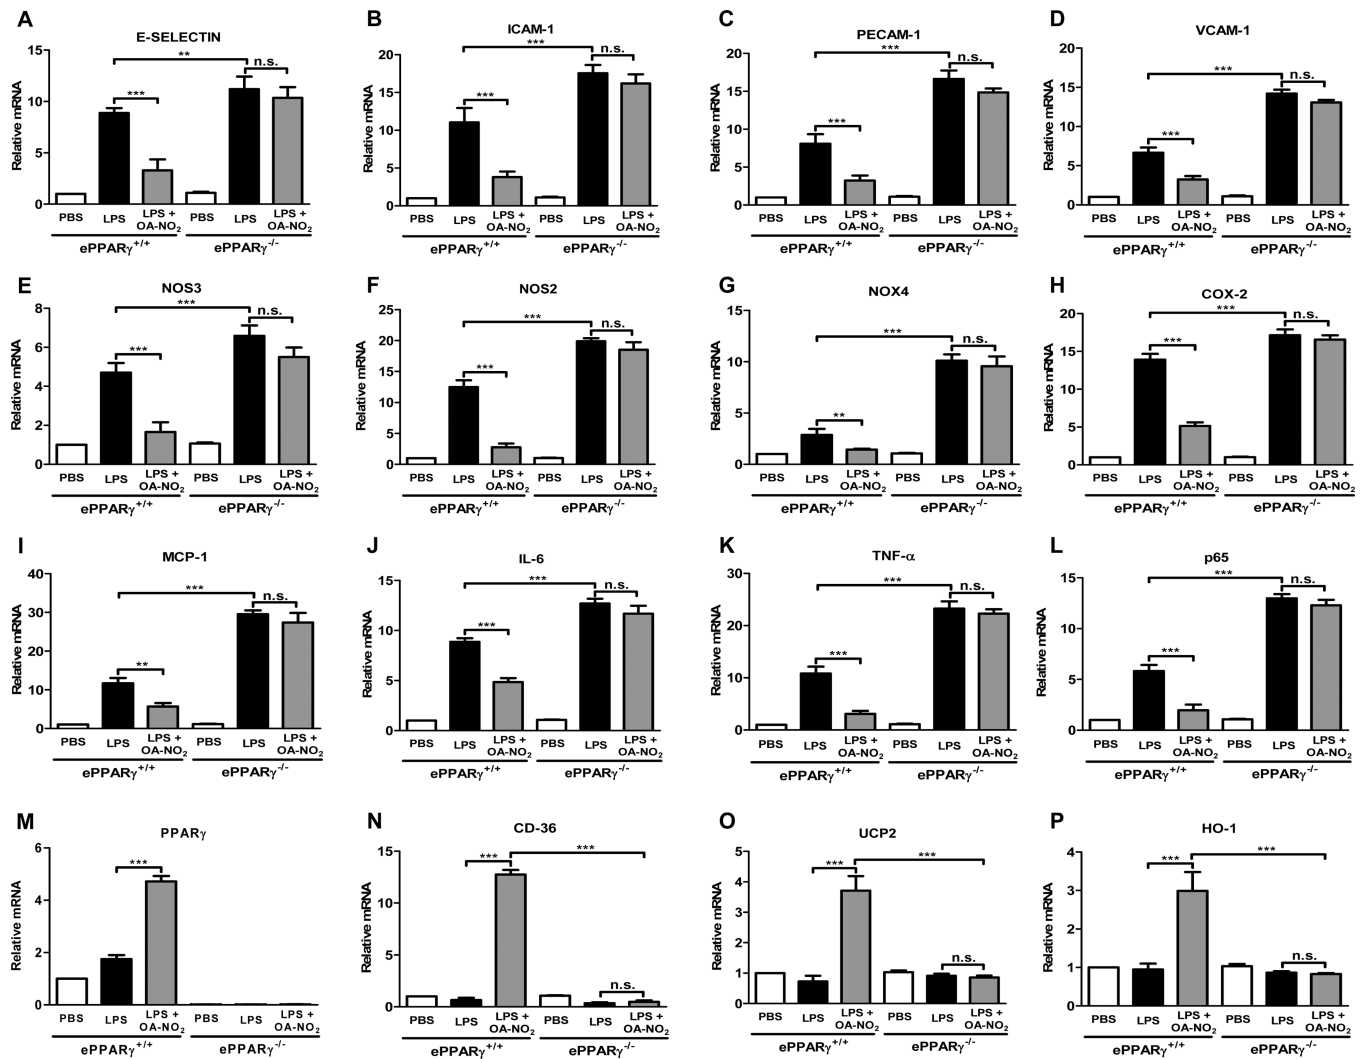 A
E-SELECTIN
Relative mRNA
15
10
5
0
**
***
n.s.
PBS LPS LPS + OA-NO2 PBS LPS LPS + OA-NO2
ePPARγ+/+ ePPARγ-/-
B
ICAM-1
Relative mRNA
20
15
10
5
0
***
***
n.s.
PBS LPS LPS + OA-NO2 PBS LPS LPS + OA-NO2
ePPARγ+/+ ePPARγ-/-
C
PECAM-1
Relative mRNA
20
15
10
5
0
***
***
n.s.
PBS LPS LPS + OA-NO2 PBS LPS LPS + OA-NO2
ePPARγ+/+ ePPARγ-/-
D
VCAM-1
Relative mRNA
20
15
10
5
0
***
***
n.s.
PBS LPS LPS + OA-NO2 PBS LPS LPS + OA-NO2
ePPARγ+/+ ePPARγ-/-
E
NOS3
Relative mRNA
8
6
4
2
0
***
***
n.s.
PBS LPS LPS + OA-NO2 PBS LPS LPS + OA-NO2
ePPARγ+/+ ePPARγ-/-
F
NOS2
Relative mRNA
25
20
15
10
5
0
***
***
n.s.
PBS LPS LPS + OA-NO2 PBS LPS LPS + OA-NO2
ePPARγ+/+ ePPARγ-/-
G
NOX4
Relative mRNA
15
10
5
0
***
**
n.s.
PBS LPS LPS + OA-NO2 PBS LPS LPS + OA-NO2
ePPARγ+/+ ePPARγ-/-
H
COX-2
Relative mRNA
20
15
10
5
0
***
***
n.s.
PBS LPS LPS + OA-NO2 PBS LPS LPS + OA-NO2
ePPARγ+/+ ePPARγ-/-
I
MCP-1
Relative mRNA
40
30
20
10
0
***
**
n.s.
PBS LPS LPS + OA-NO2 PBS LPS LPS + OA-NO2
ePPARγ+/+ ePPARγ-/-
J
IL-6
Relative mRNA
15
10
5
0
***
***
n.s.
PBS LPS LPS + OA-NO2 PBS LPS LPS + OA-NO2
ePPARγ+/+ ePPARγ-/-
K
TNF-α
Relative mRNA
30
20
10
0
***
***
n.s.
PBS LPS LPS + OA-NO2 PBS LPS LPS + OA-NO2
ePPARγ+/+ ePPARγ-/-
L
p65
Relative mRNA
15
10
5
0
***
***
n.s.
PBS LPS LPS + OA-NO2 PBS LPS LPS + OA-NO2
ePPARγ+/+ ePPARγ-/-
M
PPARγ
Relative mRNA
6
4
2
0
***
PBS LPS LPS + OA-NO2 PBS LPS LPS + OA-NO2
ePPARγ+/+ ePPARγ-/-
N
CD-36
Relative mRNA
15
10
5
0
***
***
n.s.
PBS LPS LPS + OA-NO2 PBS LPS LPS + OA-NO2
ePPARγ+/+ ePPARγ-/-
O
UCP2
Relative mRNA
5
4
3
2
1
0
***
***
n.s.
PBS LPS LPS + OA-NO2 PBS LPS LPS + OA-NO2
ePPARγ+/+ ePPARγ-/-
P
HO-1
Relative mRNA
4
3
2
1
0
***
***
n.s.
PBS LPS LPS + OA-NO2 PBS LPS LPS + OA-NO2
ePPARγ+/+ ePPARγ-/-